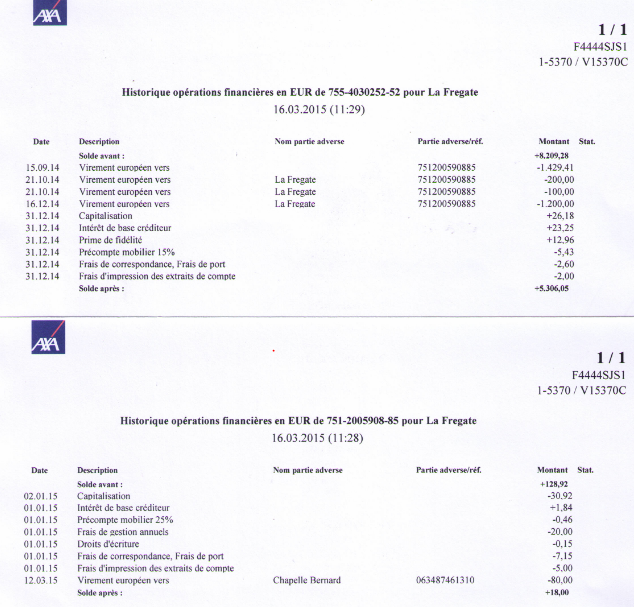 AXA
1 / 1
F4444SJS1
1-5370 / V15370C
Historique opérations financières en EUR de 755-4030252-52 pour La Fregate
16.03.2015 (11:29)
Date Description Nom partie adverse Partie adverse/réf. Montant Stat.
Solde avant : +8.209,28
15.09.14 Virement européen vers 751200590885 -1.429,41
21.10.14 Virement européen vers La Fregate 751200590885 -200,00
21.10.14 Virement européen vers La Fregate 751200590885 -100,00
16.12.14 Virement européen vers La Fregate 751200590885 -1.200,00
31.12.14 Capitalisation +26,18
31.12.14 Intérêt de base créditeur +23,25
31.12.14 Prime de fidélité +12,96
31.12.14 Précompte mobilier 15% -5,43
31.12.14 Frais de correspondance, Frais de port -2,60
31.12.14 Frais d'impression des extraits de compte -2,00
Solde après : +5.306,05
AXA
1 / 1
F4444SJS1
1-5370 / V15370C
Historique opérations financières en EUR de 751-2005908-85 pour La Fregate
16.03.2015 (11:28)
Date Description Nom partie adverse Partie adverse/réf. Montant Stat.
Solde avant : +128,92
02.01.15 Capitalisation -30,92
01.01.15 Intérêt de base créditeur +1,84
01.01.15 Précompte mobilier 25% -0,46
01.01.15 Frais de gestion annuels -20,00
01.01.15 Droits d'écriture -0,15
01.01.15 Frais de correspondance, Frais de port -7,15
01.01.15 Frais d'impression des extraits de compte -5,00
12.03.15 Virement européen vers Chapelle Bernard 063487461310 -80,00
Solde après : +18,00